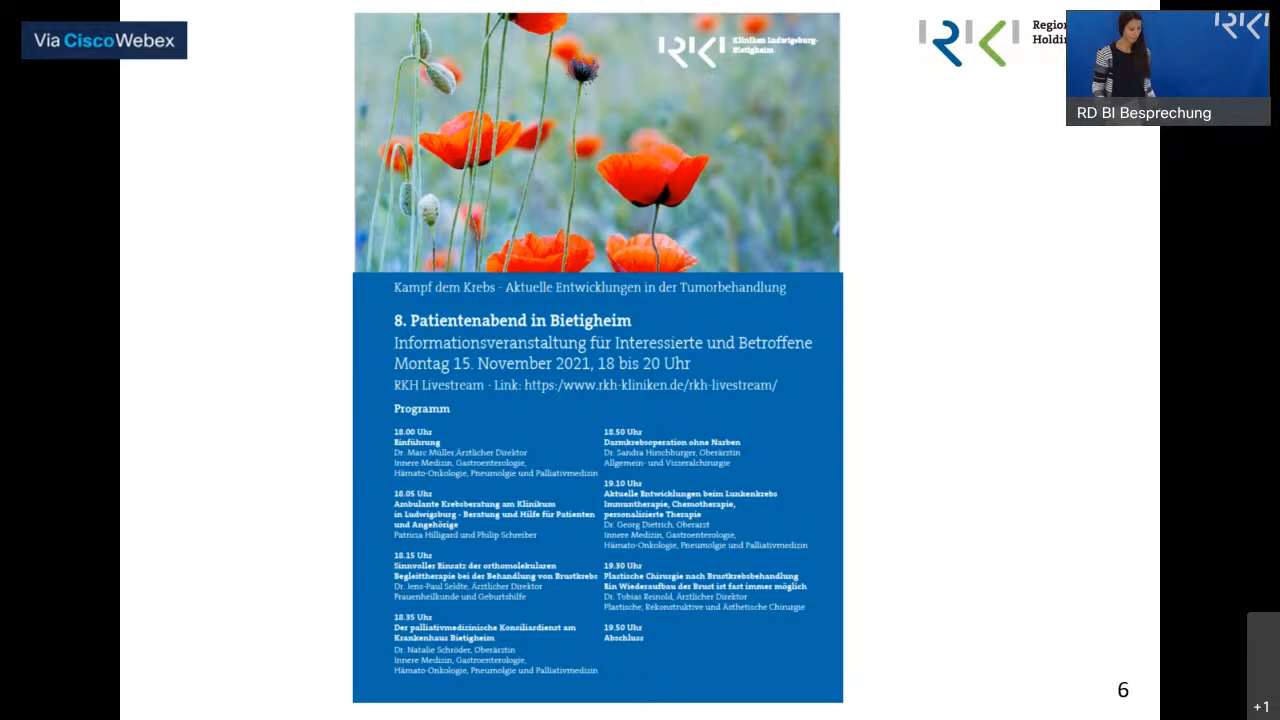 Via CiscoWebex
RKI
Kliniken Ludwigsburg-
Bietigheim
RKI
Region
Holdin
RKI
RD BI Besprechung
Kampf dem Krebs - Aktuelle Entwicklungen in der Tumorbehandlung
8. Patientenabend in Bietigheim
Informationsveranstaltung für Interessierte und Betroffene
Montag 15. November 2021, 18 bis 20 Uhr
RKH Livestream - Link: https:/www.rkh-kliniken.de/rkh-livestream/
Programm
18.00 Uhr
Einführung
Dr. Marc Müller,Ärztlicher Direktor
Innere Medizin, Gastroenterologie,
Hämato-Onkologie, Pneumolgie und Palliativmedizin
18.05 Uhr
Ambulante Krebsberatung am Klinikum
in Ludwigsburg - Beratung und Hilfe für Patienten
und Angehörige
Patricia Hilligard und Philip Schreiber
18.15 Uhr
Sinnvoller Einsatz der orthomolekularen
Begleittherapie bei der Behandlung von Brustkrebs
Dr. Jens-Paul Seldte, Ärztlicher Direktor
Frauenheilkunde und Geburtshilfe
18.35 Uhr
Der palliativmedizinische Konsiliardienst am
Krankenhaus Bietigheim
Dr. Natalie Schröder, Oberärztin
Innere Medizin, Gastroenterologie,
Hämato-Onkologie, Pneumolgie und Palliativmedizin
18.50 Uhr
Darmkrebsoperation ohne Narben
Dr. Sandra Hirschburger, Oberärztin
Allgemein- und Viszeralchirurgie
19.10 Uhr
Aktuelle Entwicklungen beim Lunkenkrebs
Immuntherapie, Chemotherapie,
personalisierte Therapie
Dr. Georg Dietrich, Oberarzt
Innere Medizin, Gastroenterologie,
Hämato-Onkologie, Pneumolgie und Palliativmedizin
19.30 Uhr
Plastische Chirurgie nach Brustkrebsbehandlung
Ein Wiederaufbau der Brust ist fast immer möglich
Dr. Tobias Reinold, Ärztlicher Direktor
Plastische, Rekonstruktive und Ästhetische Chirurgie
19.50 Uhr
Abschluss
6
+1